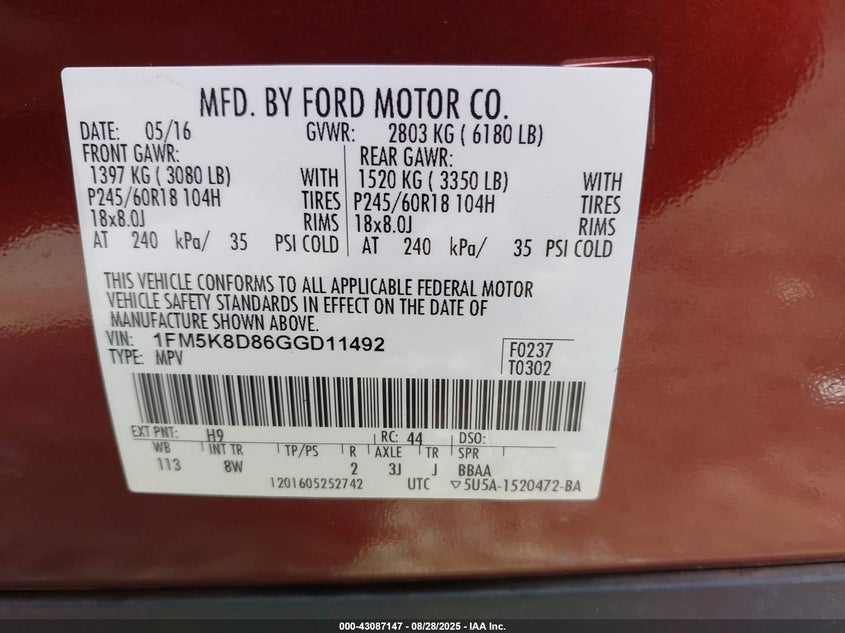 MFD. BY FORD MOTOR CO.
DATE: 05/16 GVWR: 2803 KG ( 6180 LB)
FRONT GAWR: REAR GAWR:
1397 KG ( 3080 LB) WITH 1520 KG ( 3350 LB) WITH
P245/60R18 104H TIRES P245/60R18 104H TIRES
18x8.0J RIMS 18x8.0J RIMS
AT 240 kPa/ 35 PSI COLD AT 240 kPa/ 35 PSI COLD
THIS VEHICLE CONFORMS TO ALL APPLICABLE FEDERAL MOTOR
VEHICLE SAFETY STANDARDS IN EFFECT ON THE DATE OF
MANUFACTURE SHOWN ABOVE.
VIN: 1FM5K8D86GGD11492 F0237
TYPE: MPV T0302
EXT PNT: H9 RC: 44 DSO:
WB INT TR TP/PS R AXLE TR SPR
113 8W 2 3J J BBAA
1201605252742 UTC ▽5U5A-1520472-BA
000-43087147 - 08/28/2025 - IAA Inc.